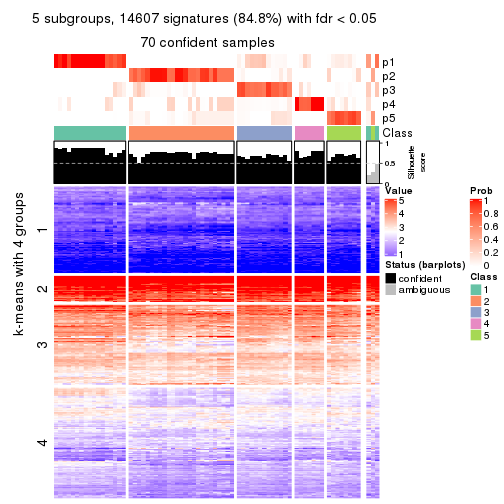 5 subgroups, 14607 signatures (84.8%) with fdr < 0.05
70 confident samples
p1
p2
p3
p4
p5
Class
1
0.5
0
Silhouette
score
k-means with 4 groups
1
2
3
4
Value
5
4
3
2
1
Status (barplots)
confident
ambiguous
Prob
1
0.8
0.6
0.4
0.2
0
Class
1
2
3
4
5